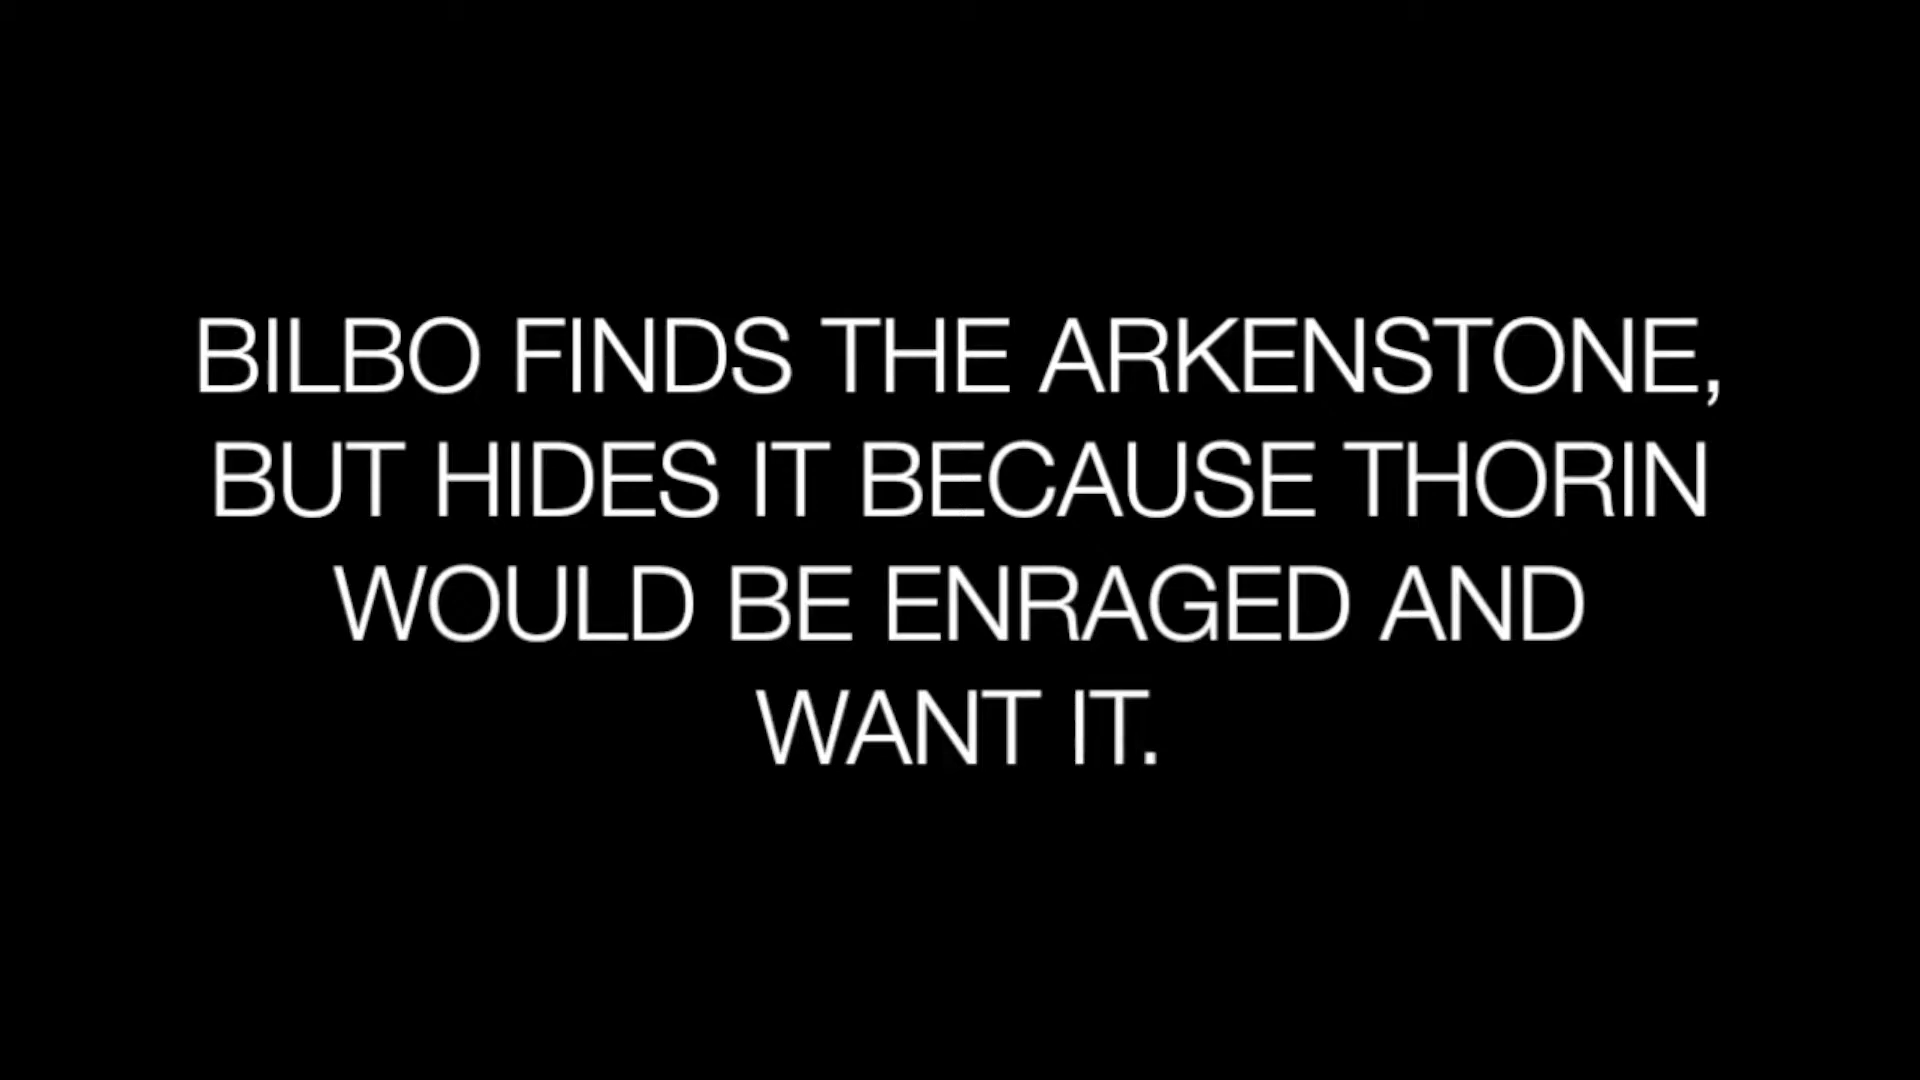 BILBO FINDS THE ARKENSTONE,
BUT HIDES IT BECAUSE THORIN
WOULD BE ENRAGED AND
WANT IT.